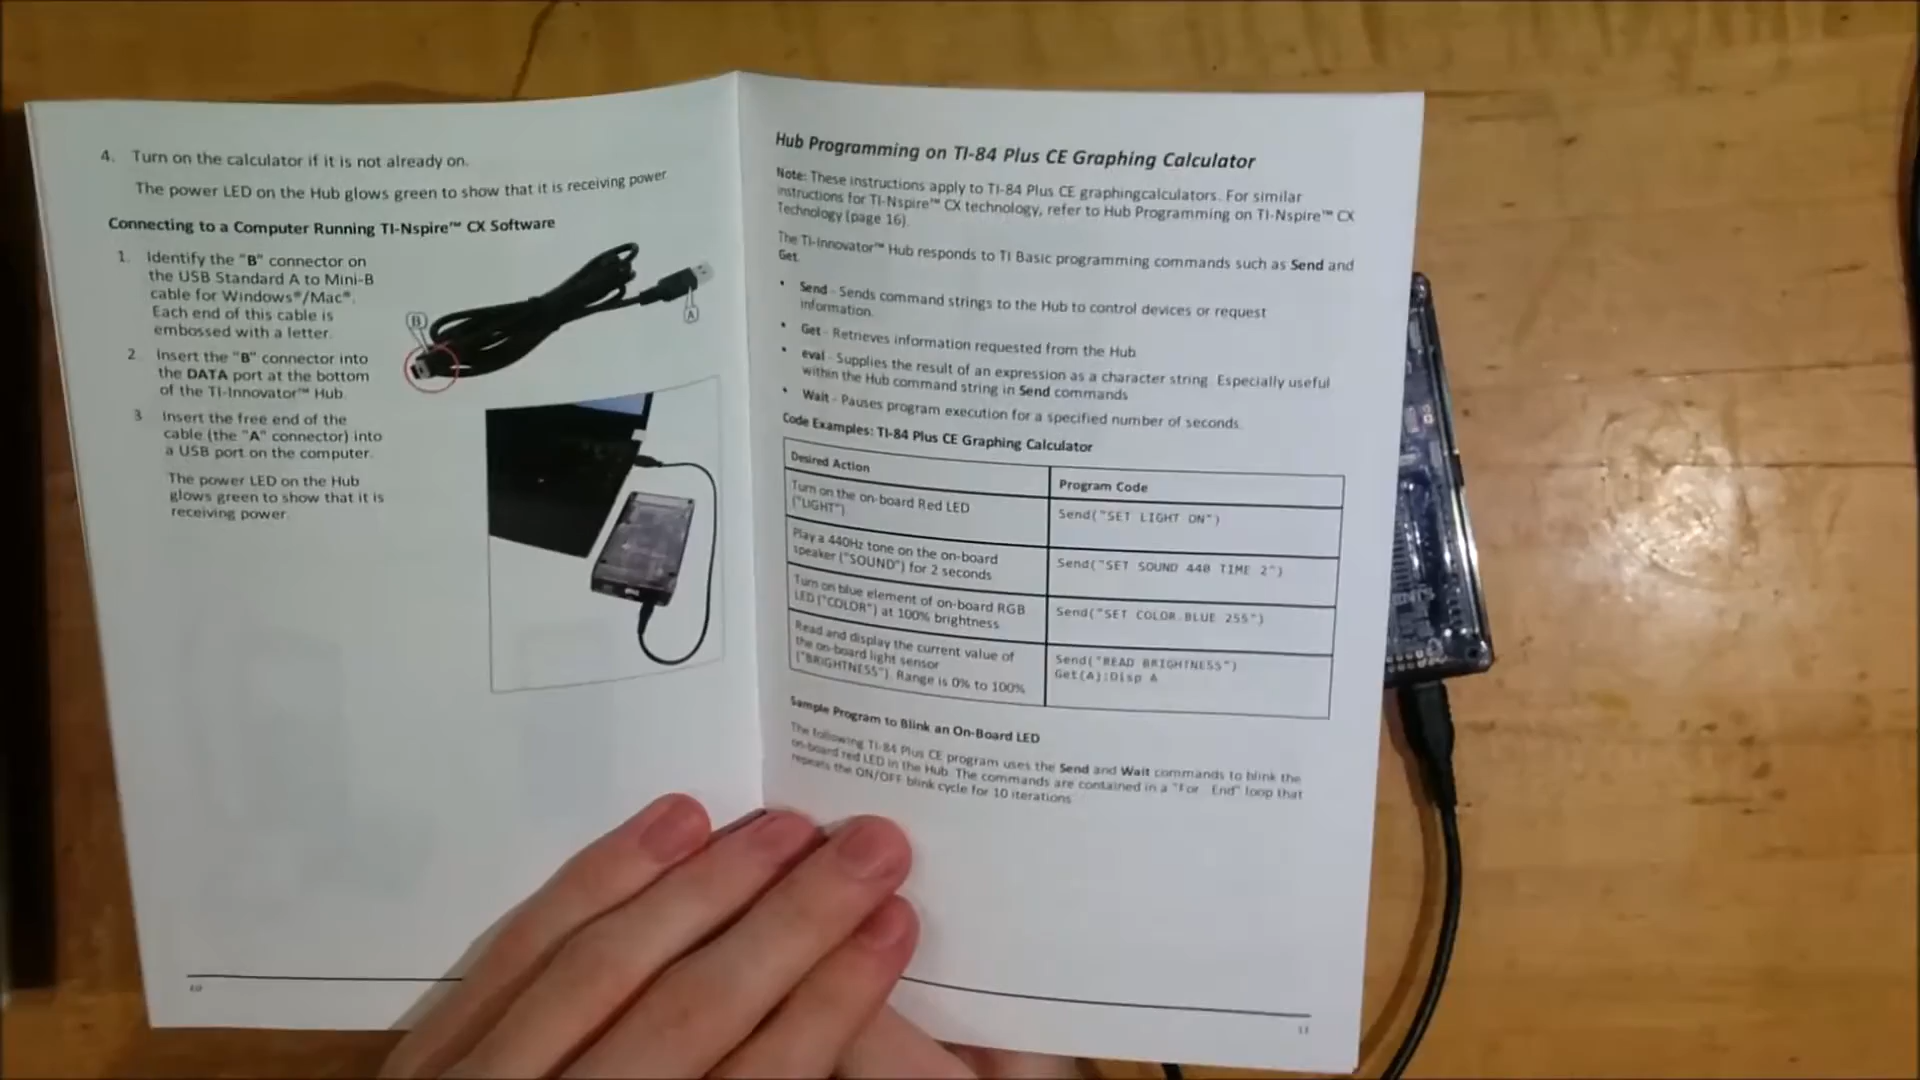 4. Turn on the calculator if it is not already on.
The power LED on the Hub glows green to show that it is receiving power.
Connecting to a Computer Running TI-Nspire™ CX Software
1. Identify the "B" connector on
the USB Standard A to Mini-B
cable for Windows®/Mac®.
Each end of this cable is
embossed with a letter.
2. Insert the "B" connector into
the DATA port at the bottom
of the TI-Innovator™ Hub.
3 Insert the free end of the
cable (the "A" connector) into
a USB port on the computer.
The power LED on the Hub
glows green to show that it is
receiving power.
B
A
10
Hub Programming on TI-84 Plus CE Graphing Calculator
Note: These instructions apply to TI-84 Plus CE graphingcalculators. For similar
instructions for TI-Nspire™ CX technology, refer to Hub Programming on TI-Nspire™ CX
Technology (page 16).
The TI-Innovator™ Hub responds to TI Basic programming commands such as Send and
Get.
• Send - Sends command strings to the Hub to control devices or request
information.
• Get - Retrieves information requested from the Hub.
• eval - Supplies the result of an expression as a character string. Especially useful
within the Hub command string in Send commands.
• Wait - Pauses program execution for a specified number of seconds.
Code Examples: TI-84 Plus CE Graphing Calculator
Desired Action
Program Code
Turn on the on-board Red LED
("LIGHT").
Send("SET LIGHT ON")
Play a 440Hz tone on the on-board
speaker ("SOUND") for 2 seconds
Send("SET SOUND 440 TIME 2")
Turn on blue element of on-board RGB
LED ("COLOR") at 100% brightness
Send("SET COLOR.BLUE 255")
Read and display the current value of
the on-board light sensor
("BRIGHTNESS"). Range is 0% to 100%
Send("READ BRIGHTNESS")
Get(A):Disp A
Sample Program to Blink an On-Board LED
The following TI-84 Plus CE program uses the Send and Wait commands to blink the
on-board red LED in the Hub. The commands are contained in a "For...End" loop that
repeats the ON/OFF blink cycle for 10 iterations.
11